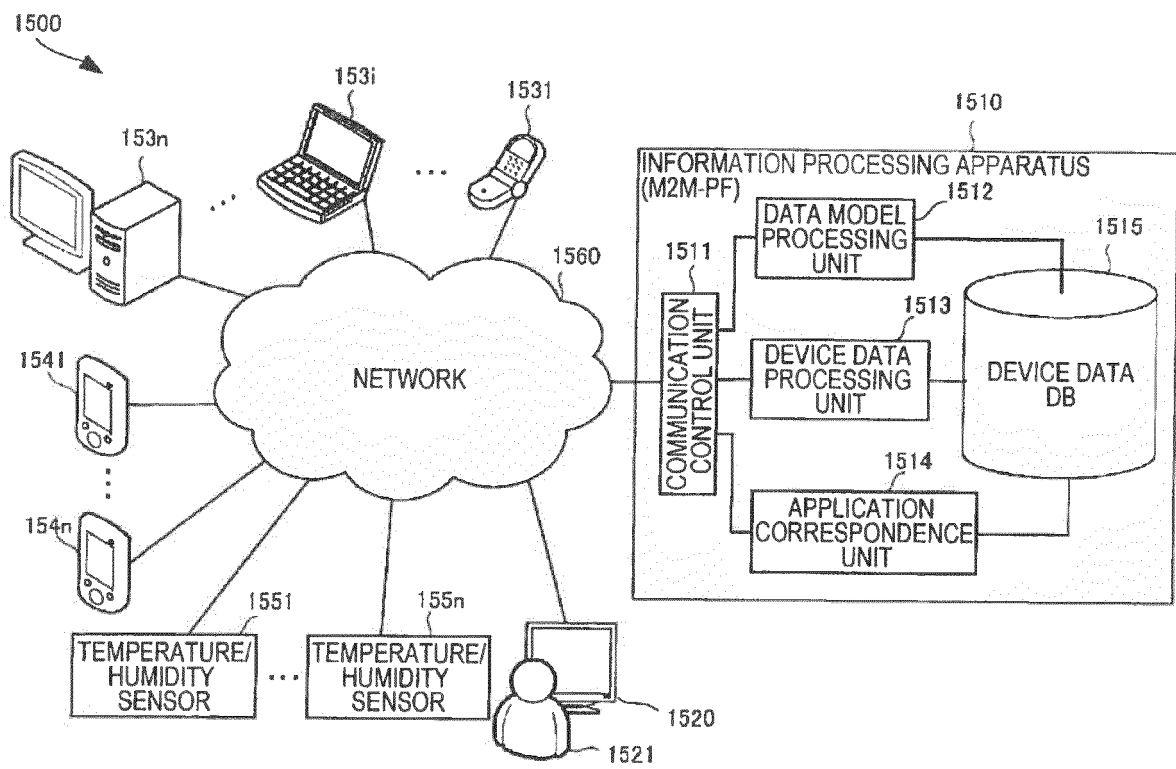 1500
153n
153i
1531
1510
INFORMATION PROCESSING APPARATUS
(M2M-PF)
1512
DATA MODEL
PROCESSING
UNIT
1511
COMMUNICATION
CONTROL UNIT
1513
DEVICE DATA
PROCESSING
UNIT
1515
DEVICE DATA
DB
1514
APPLICATION
CORRESPONDENCE
UNIT
1560
NETWORK
1541
...
154n
1551
TEMPERATURE/
HUMIDITY
SENSOR
...
155n
TEMPERATURE/
HUMIDITY
SENSOR
1520
1521